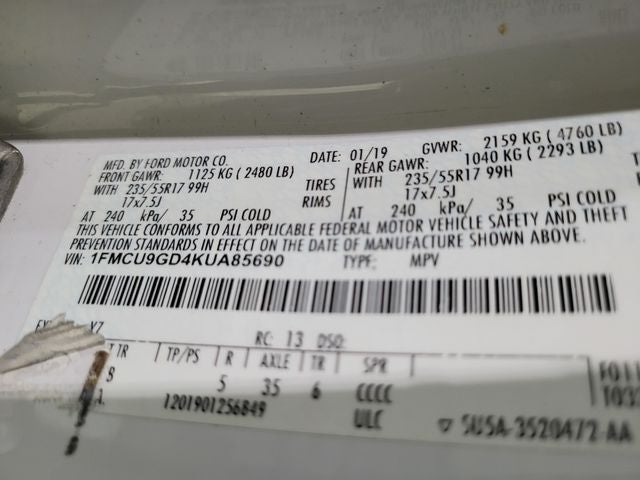 MFD. BY FORD MOTOR CO. DATE: 01/19 GVWR: 2159 KG ( 4760 LB)
FRONT GAWR: 1125 KG ( 2480 LB) REAR GAWR: 1040 KG ( 2293 LB)
WITH 235/55R17 99H TIRES WITH 235/55R17 99H
17x7.5J RIMS 17x7.5J
AT 240 kPa/ 35 PSI COLD AT 240 kPa/ 35 PSI COLD
THIS VEHICLE CONFORMS TO ALL APPLICABLE FEDERAL MOTOR VEHICLE SAFETY AND THEFT
PREVENTION STANDARDS IN EFFECT ON THE DATE OF MANUFACTURE SHOWN ABOVE.
VIN: 1FMCU9GD4KUA85690 TYPE: MPV
YZ RC: 13 DSO:
TR TP/PS R AXLE TR SPR
B 5 35 6 CCCC
A 1201901256849 ULC
5U5A-3520472-AA